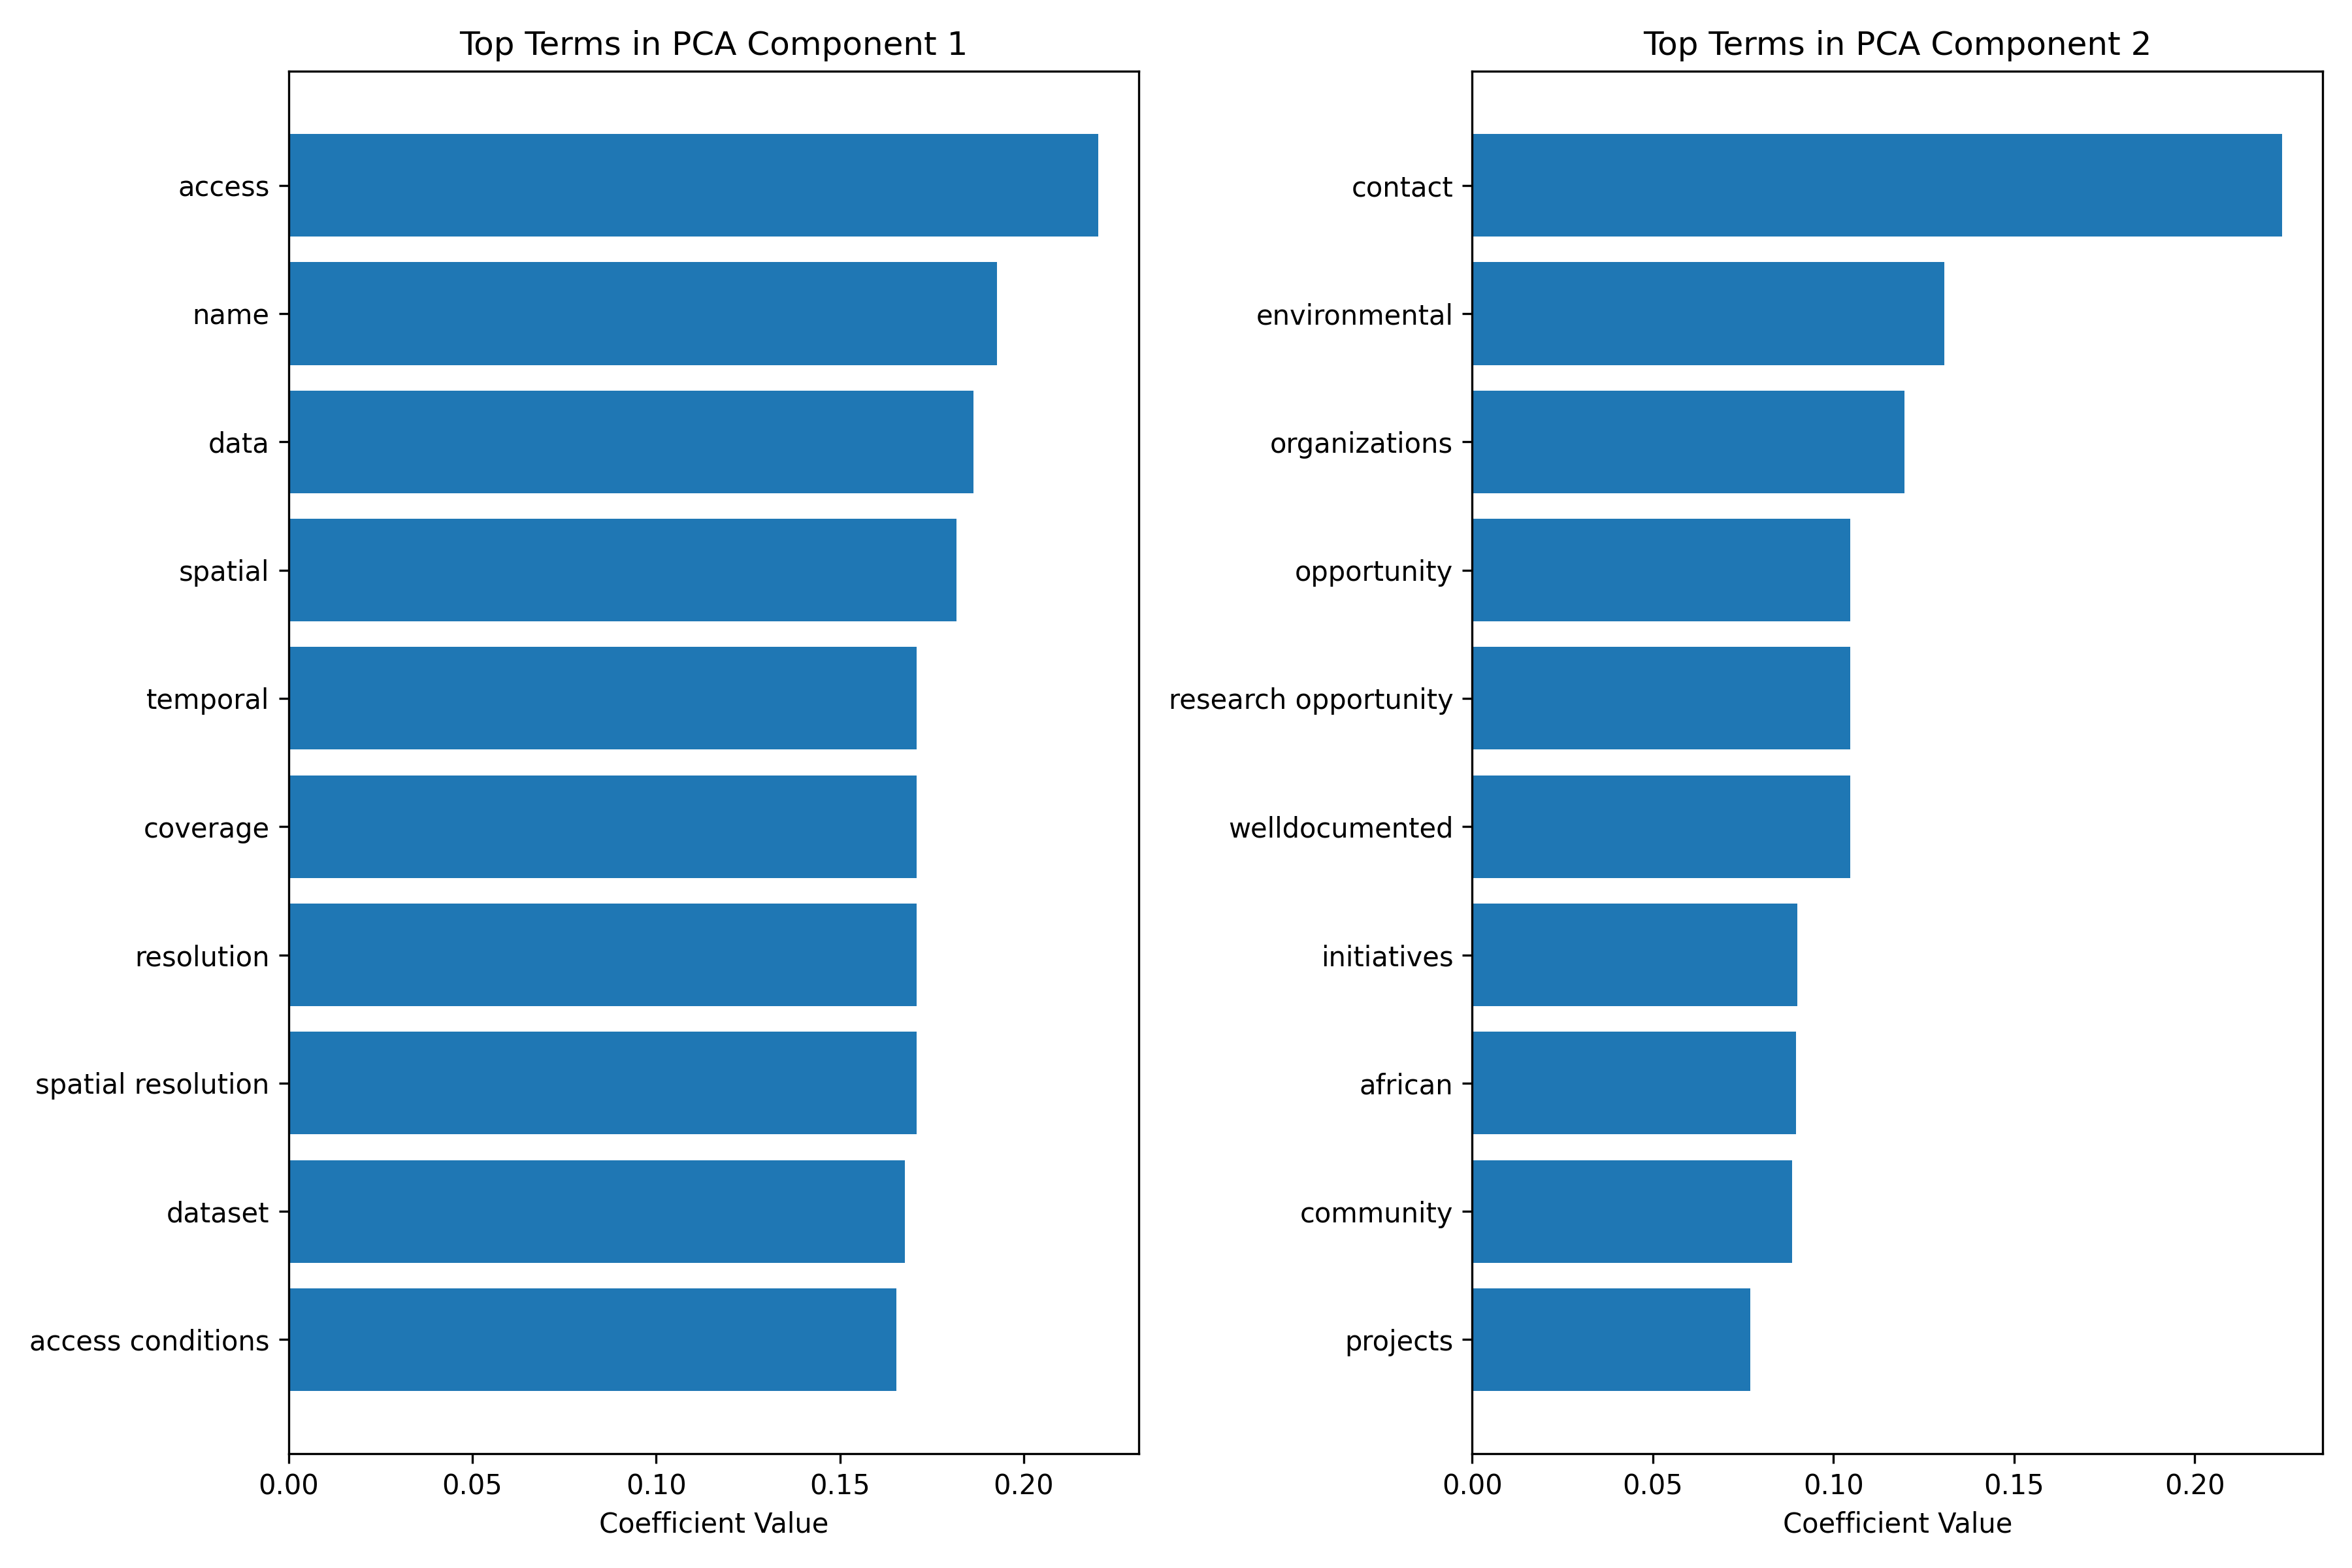 Top Terms in PCA Component 1
access
name
data
spatial
temporal
coverage
resolution
spatial resolution
dataset
access conditions
0.00 0.05 0.10 0.15 0.20
Coefficient Value
Top Terms in PCA Component 2
contact
environmental
organizations
opportunity
research opportunity
welldocumented
initiatives
african
community
projects
0.00 0.05 0.10 0.15 0.20
Coefficient Value